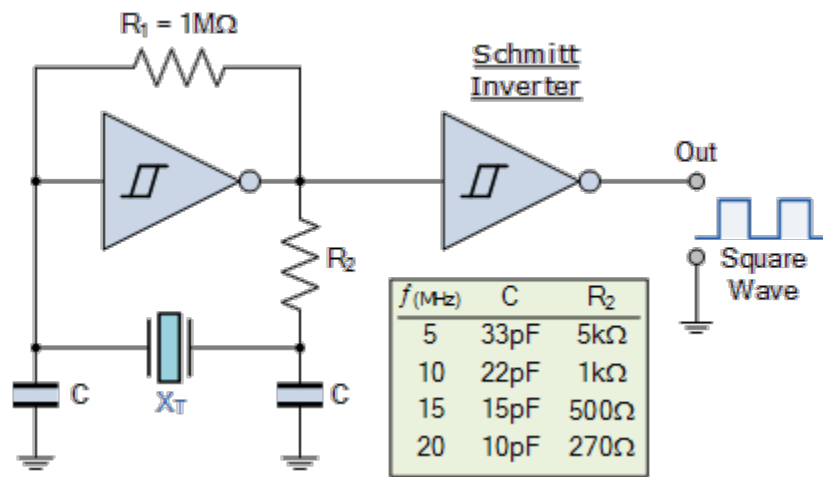 R₁ = 1MΩ
Schmitt
Inverter
Out
R₂
Square
Wave
f(MHz) C R₂
5 33pF 5kΩ
10 22pF 1kΩ
15 15pF 500Ω
20 10pF 270Ω
C
X_T
C